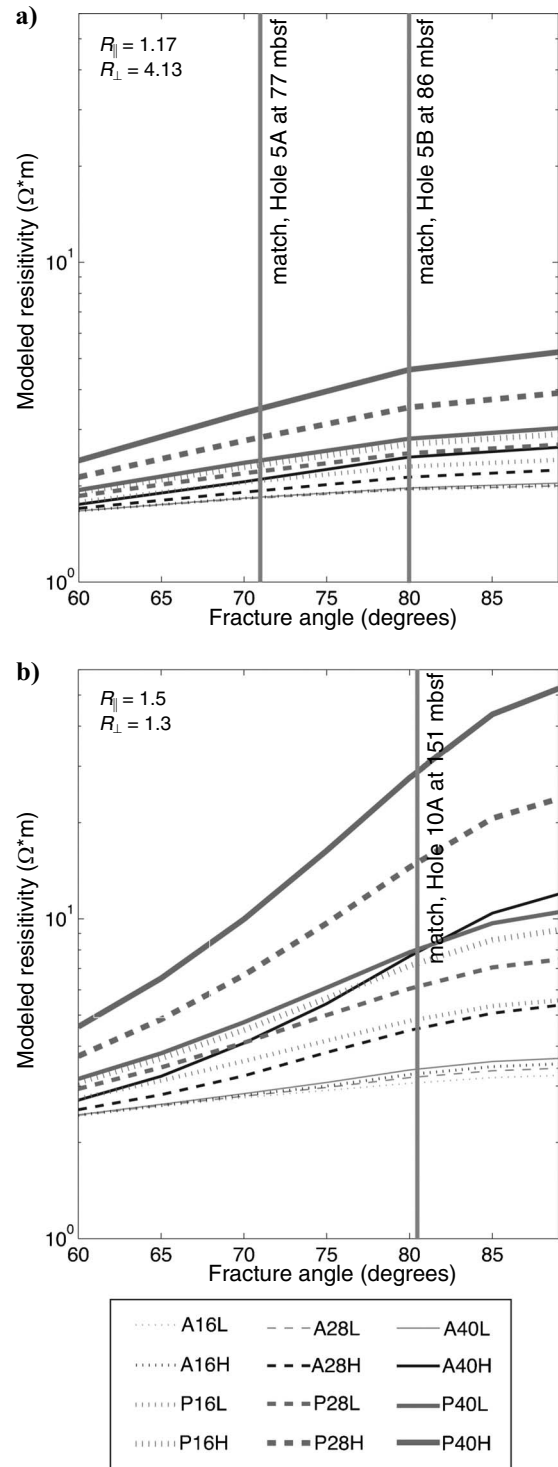 a)
R∥ = 1.17
R⊥ = 4.13
match, Hole 5A at 77 mbsf
match, Hole 5B at 86 mbsf
Modeled resisitivity (Ω*m)
10¹
10⁰
60 65 70 75 80 85
Fracture angle (degrees)
b)
R∥ = 1.5
R⊥ = 1.3
match, Hole 10A at 151 mbsf
Modeled resisitivity (Ω*m)
10¹
10⁰
60 65 70 75 80 85
Fracture angle (degrees)
A16L A28L A40L
A16H A28H A40H
P16L P28L P40L
P16H P28H P40H